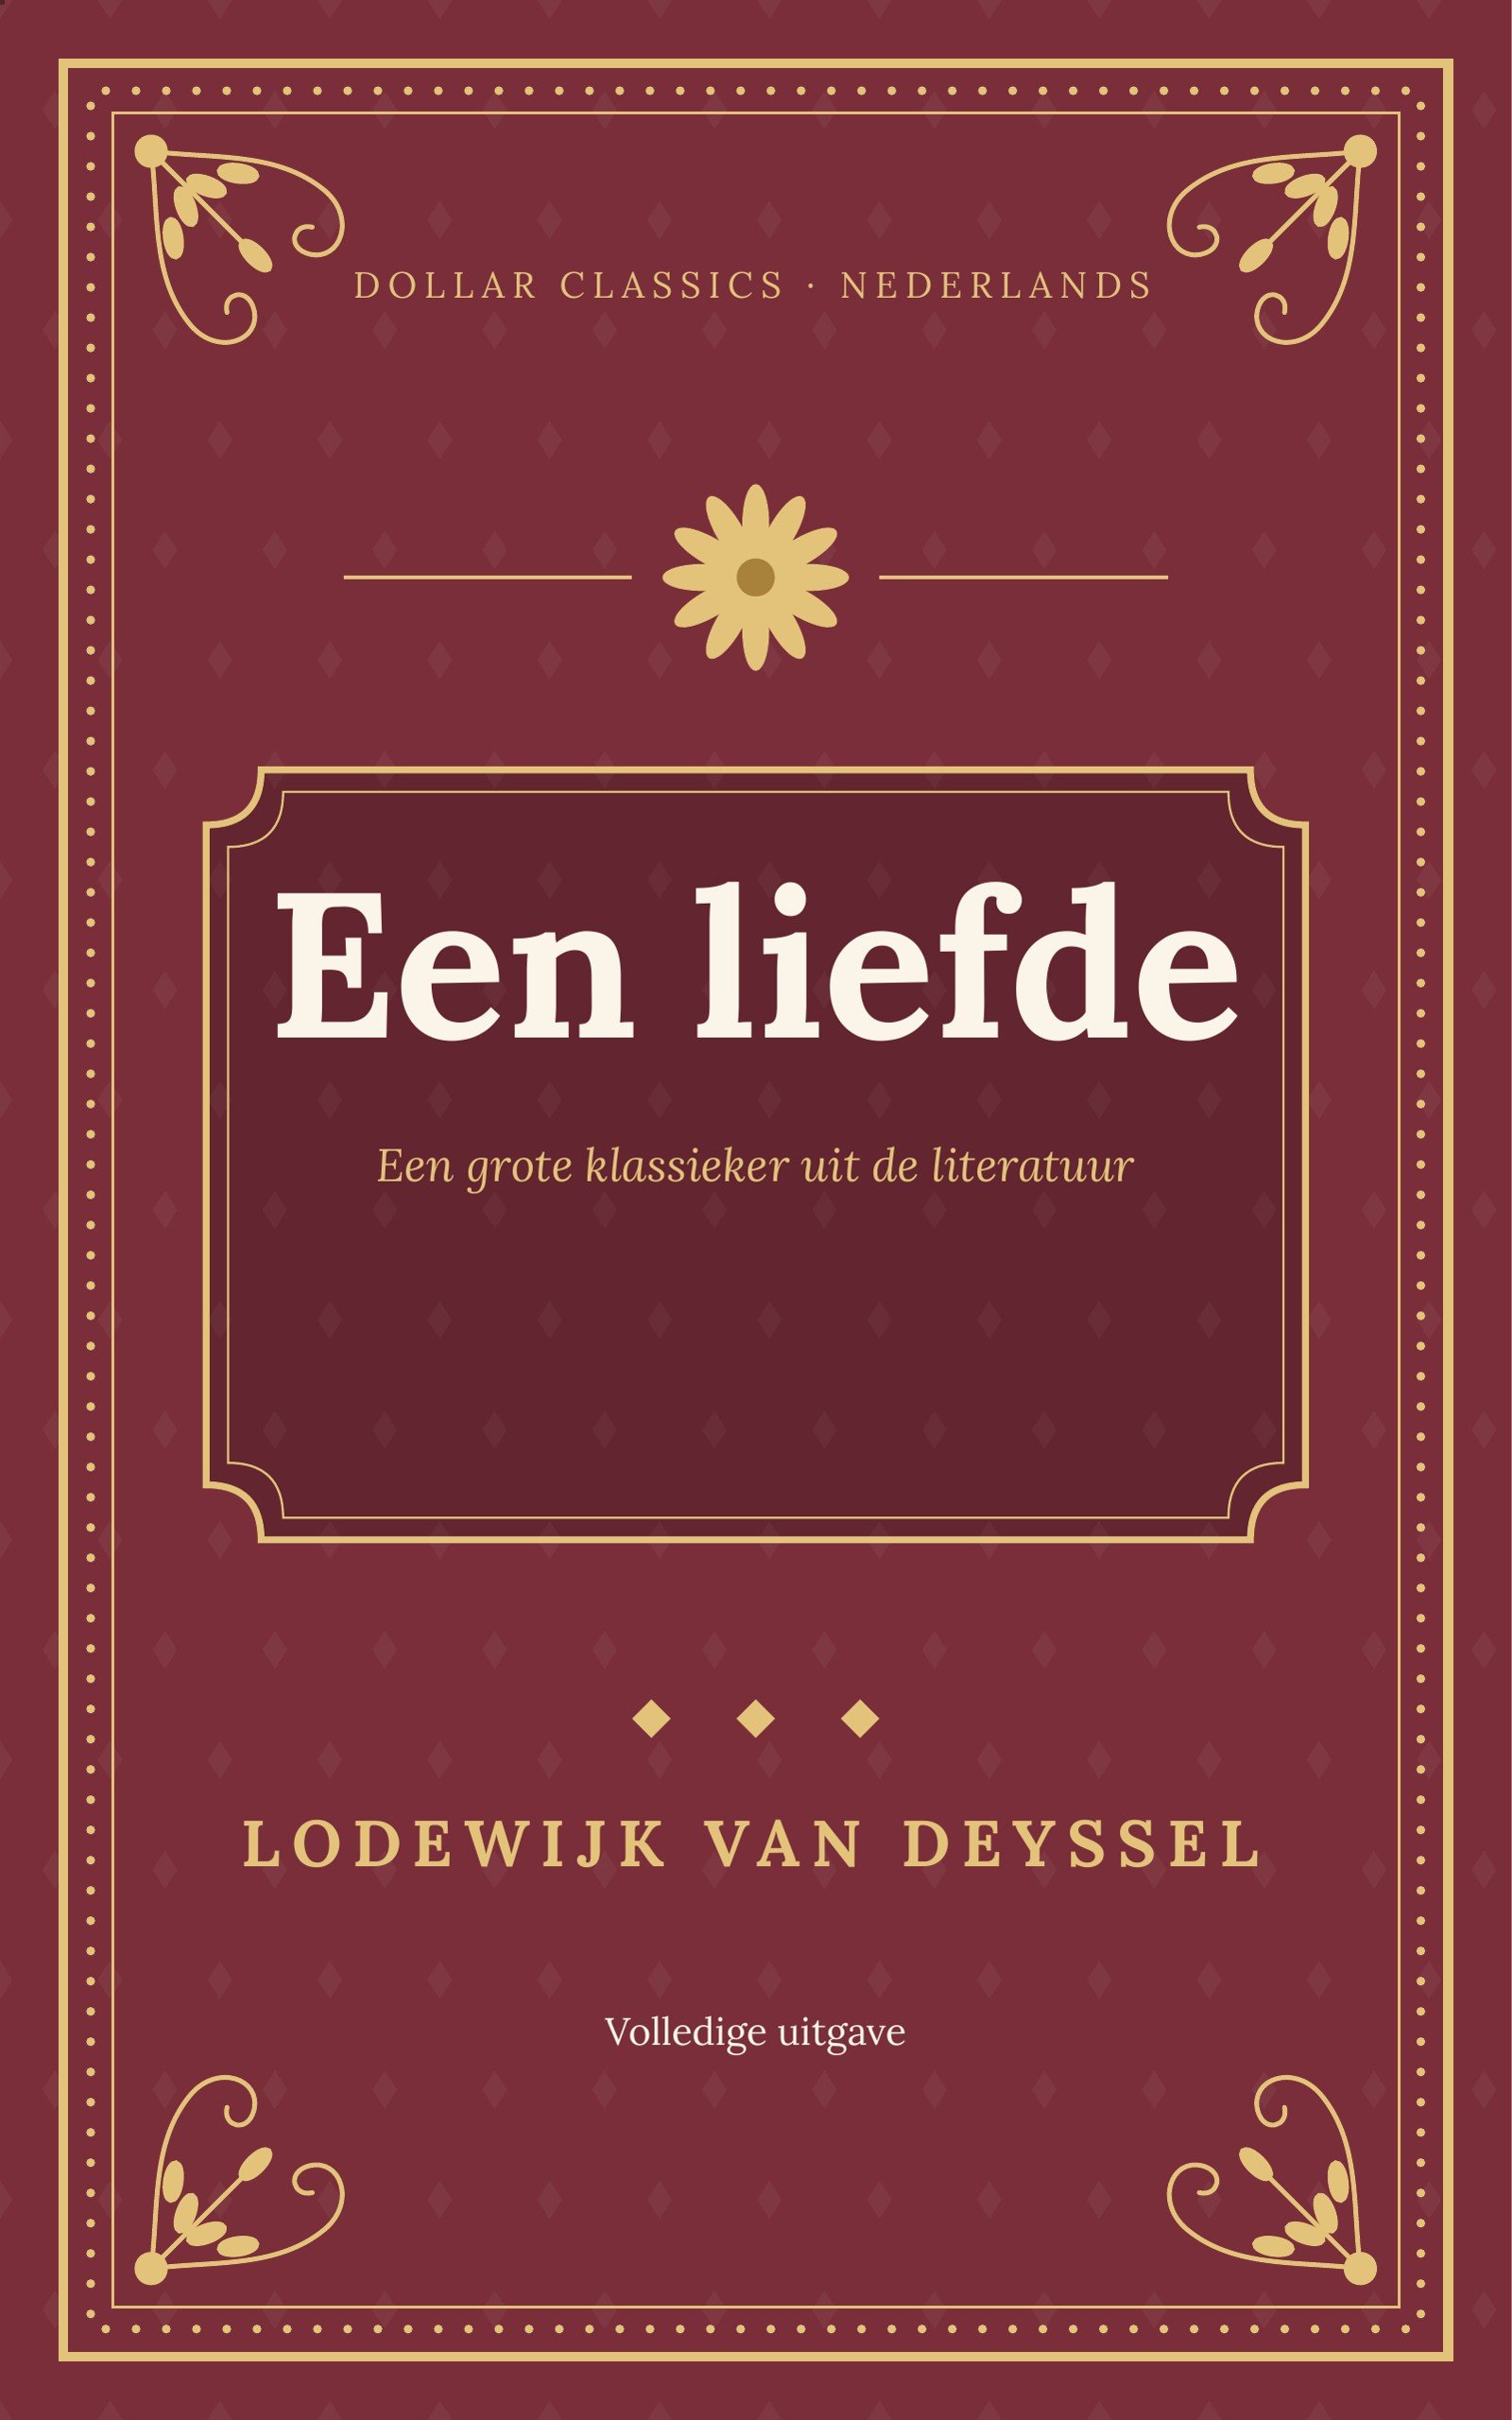 DOLLAR CLASSICS · NEDERLANDS
Een liefde
Een grote klassieker uit de literatuur
LODEWIJK VAN DEYSSEL
Volledige uitgave